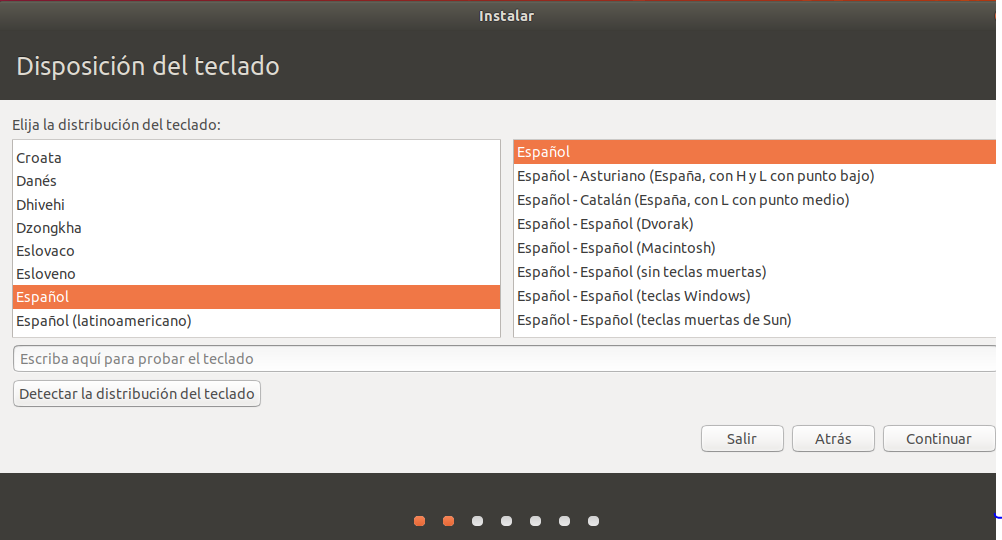 Instalar
Disposición del teclado
Elija la distribución del teclado:
Croata
Danés
Dhivehi
Dzongkha
Eslovaco
Esloveno
Español
Español (latinoamericano)
Español
Español - Asturiano (España, con H y L con punto bajo)
Español - Catalán (España, con L con punto medio)
Español - Español (Dvorak)
Español - Español (Macintosh)
Español - Español (sin teclas muertas)
Español - Español (teclas Windows)
Español - Español (teclas muertas de Sun)
Escriba aquí para probar el teclado
Detectar la distribución del teclado
Salir
Atrás
Continuar